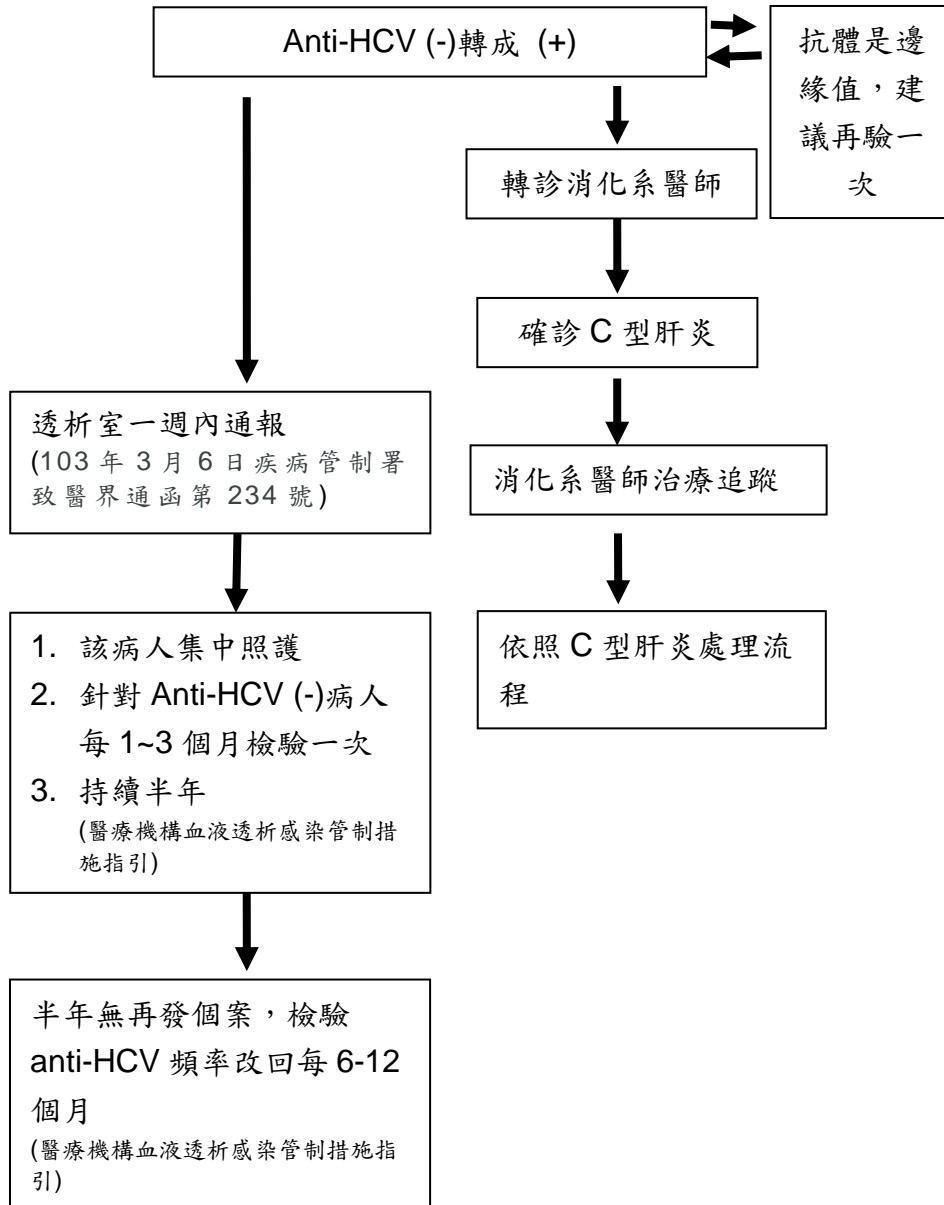 Anti-HCV (-)轉成 (+)
抗體是邊
緣值，建
議再驗一
次
轉診消化系醫師
確診 C 型肝炎
消化系醫師治療追蹤
依照 C 型肝炎處理流
程
透析室一週內通報
(103 年 3 月 6 日疾病管制署
致醫界通函第 234 號)
1. 該病人集中照護
2. 針對 Anti-HCV (-)病人
每 1~3 個月檢驗一次
3. 持續半年
(醫療機構血液透析感染管制措
施指引)
半年無再發個案，檢驗
anti-HCV 頻率改回每 6-12
個月
(醫療機構血液透析感染管制措施指
引)